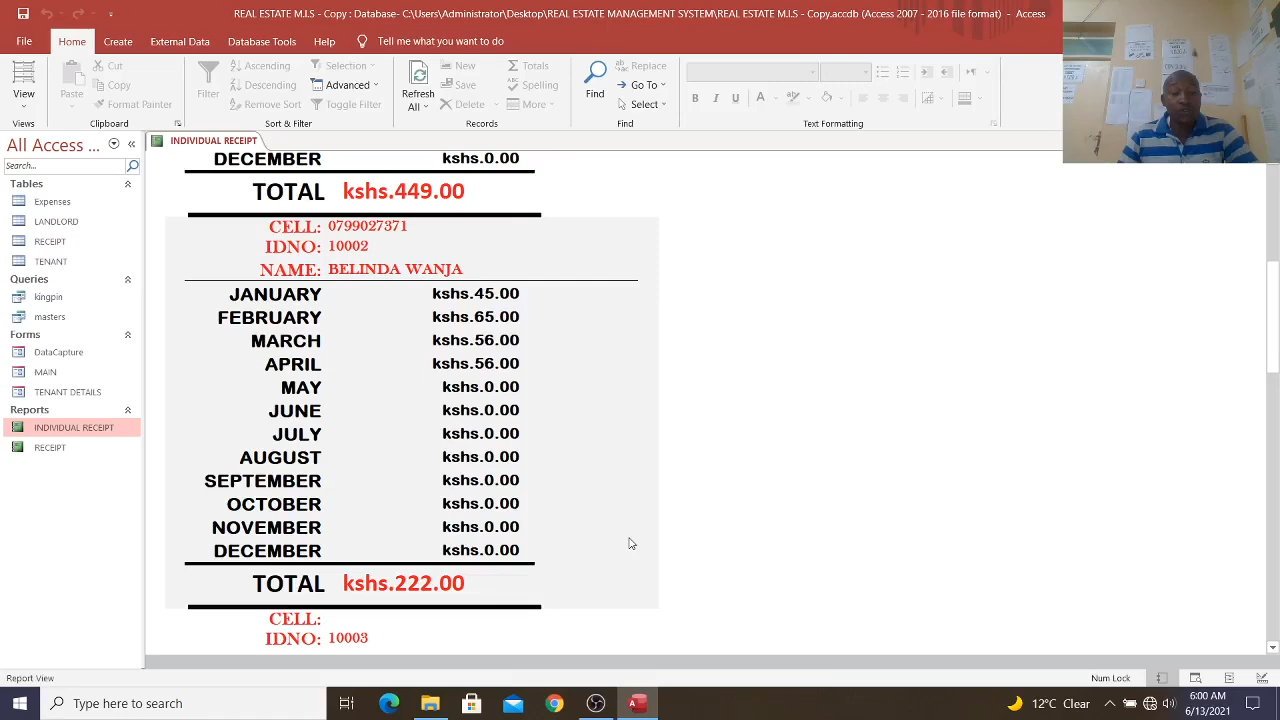 REAL ESTATE M.I.S - Copy : Database- C:\Users\Administrator\Desktop\REAL ESTATE MANAGEMENT SYSTEM\REAL ESTATE M.I.S - Copy.accdb (Access 2007 - 2016 file format) - Access
File Home Create External Data Database Tools Help Tell me what you want to do
View
Views
Paste
Cut
Copy
Format Painter
Clipboard
Filter
Ascending
Descending
Remove Sort
Selection
Advanced
Toggle Filter
Sort & Filter
Refresh
All
New
Save
Delete
Totals
Spelling
More
Records
Find
Replace
Go To
Select
Find
B I U A
Text Formatting
All Access ...
Search...
Tables
Expenses
LANDLORD
RECEIPT
TENANT
Queries
kingpin
masters
Forms
DataCapture
MAIN
TENANT DETAILS
Reports
INDIVIDUAL RECEIPT
RECEIPT
INDIVIDUAL RECEIPT
DECEMBER kshs.0.00
TOTAL kshs.449.00
CELL: 0799027371
IDNO: 10002
NAME: BELINDA WANJA
JANUARY kshs.45.00
FEBRUARY kshs.65.00
MARCH kshs.56.00
APRIL kshs.56.00
MAY kshs.0.00
JUNE kshs.0.00
JULY kshs.0.00
AUGUST kshs.0.00
SEPTEMBER kshs.0.00
OCTOBER kshs.0.00
NOVEMBER kshs.0.00
DECEMBER kshs.0.00
TOTAL kshs.222.00
CELL:
IDNO: 10003
Report View
Num Lock
Type here to search
12°C Clear
6:00 AM
6/13/2021